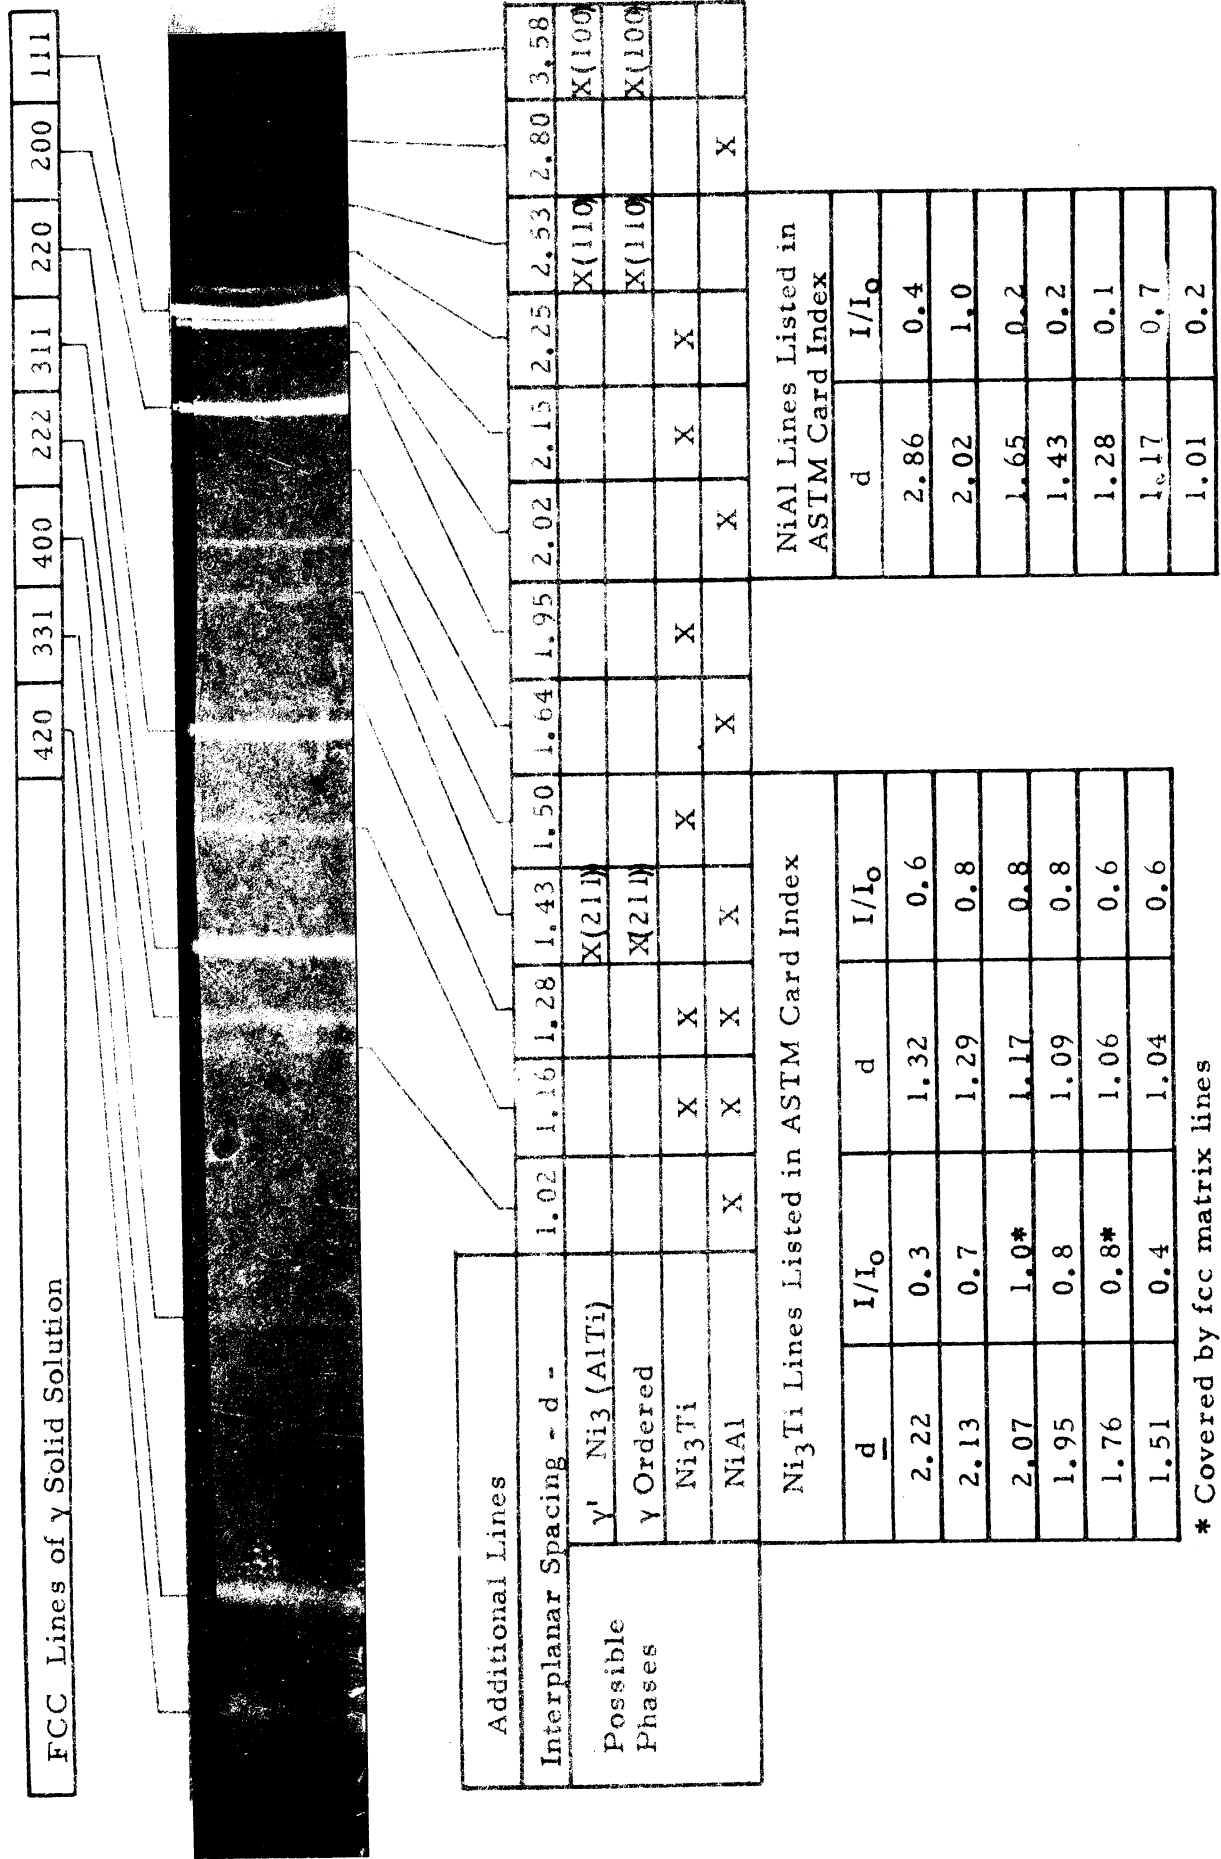 FCC Lines of γ Solid Solution 420 331 400 222 311 220 200 111
Additional Lines
Interplanar Spacing - d - 1.02 1.16 1.28 1.43 1.50 1.64 1.95 2.02 2.15 2.25 2.53 2.80 3.58
Possible Phases
γ' Ni3 (AlTi) X(211) X(110) X(100)
γ Ordered X(211) X(110) X(100)
Ni3Ti X X X X X X
NiAl X X X X X X X
Ni3Ti Lines Listed in ASTM Card Index
d I/Io d I/Io
2.22 0.3 1.32 0.6
2.13 0.7 1.29 0.8
2.07 1.0* 1.17 0.8
1.95 0.8 1.09 0.8
1.76 0.8* 1.06 0.6
1.51 0.4 1.04 0.6
* Covered by fcc matrix lines
NiAl Lines Listed in
ASTM Card Index
d I/Io
2.86 0.4
2.02 1.0
1.65 0.2
1.43 0.2
1.28 0.1
1.17 0.7
1.01 0.2